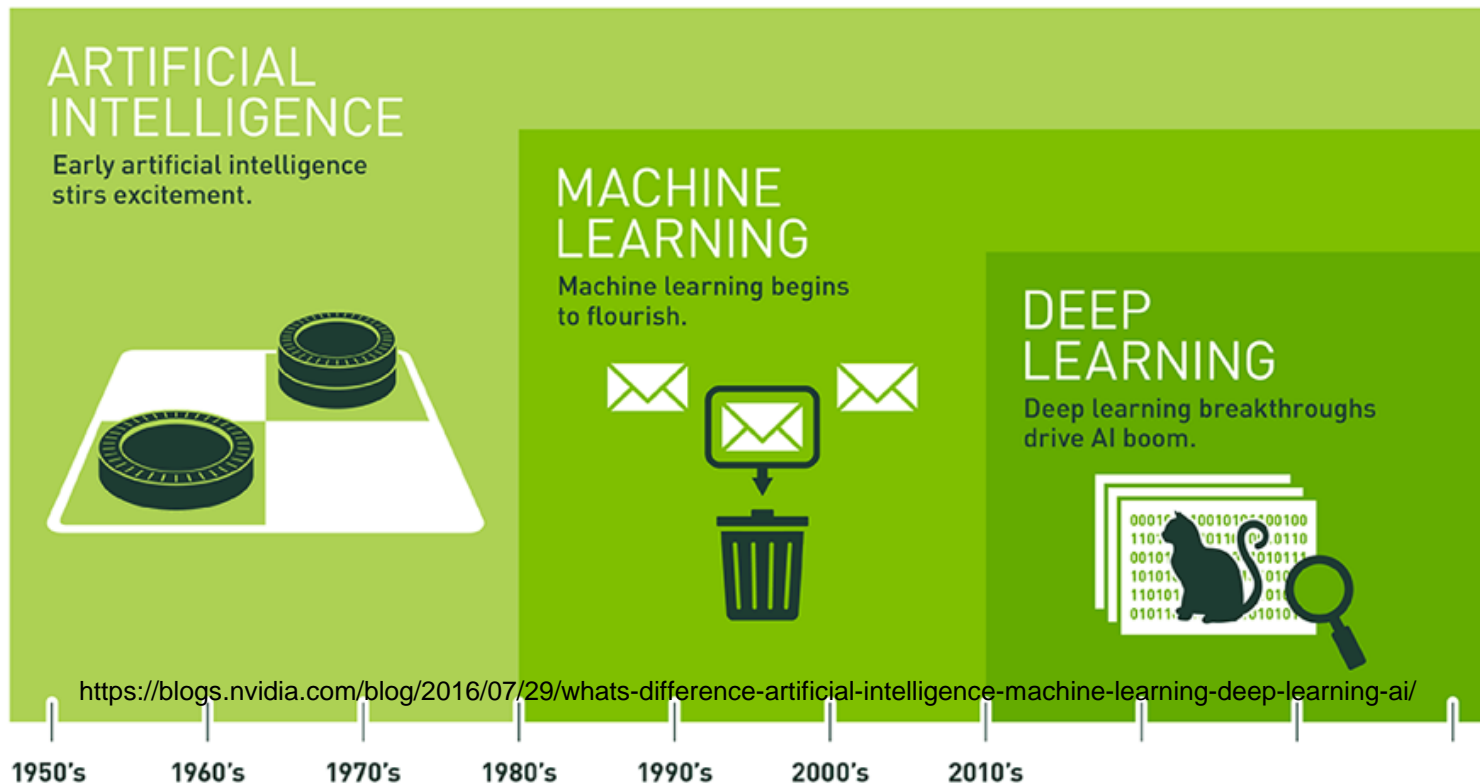 ARTIFICIAL
INTELLIGENCE
Early artificial intelligence
stirs excitement.
MACHINE
LEARNING
Machine learning begins
to flourish.
DEEP
LEARNING
Deep learning breakthroughs
drive AI boom.
https://blogs.nvidia.com/blog/2016/07/29/whats-difference-artificial-intelligence-machine-learning-deep-learning-ai/
1950's 1960's 1970's 1980's 1990's 2000's 2010's